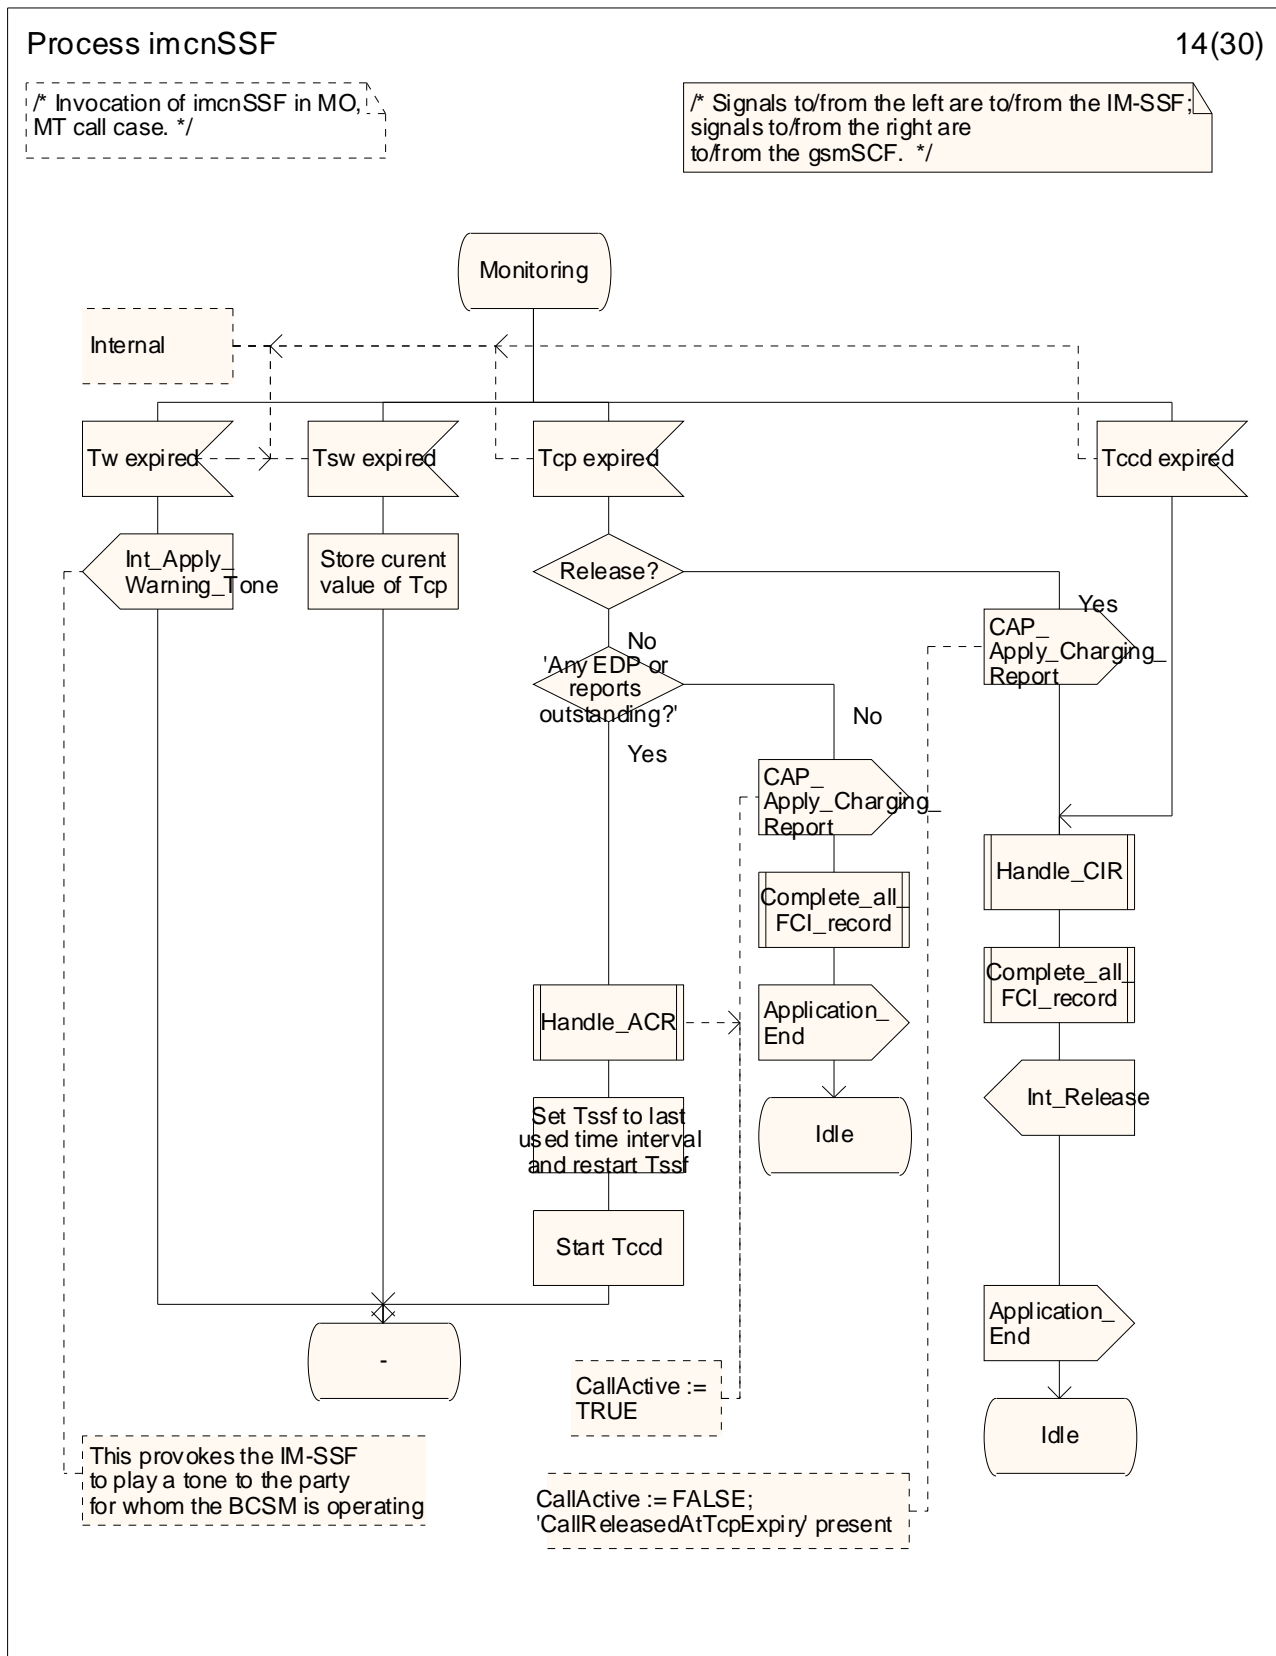 Process imcnSSF
14(30)
/* Invocation of imcnSSF in MO,
MT call case. */
/* Signals to/from the left are to/from the IM-SSF;
signals to/from the right are
to/from the gsmSCF.  */
Monitoring
Internal
Tw expired
Tsw expired
Tcp expired
Tccd expired
Int_Apply_
Warning_Tone
Store curent
value of Tcp
Release?
Yes
CAP_
Apply_Charging_
Report
No
'Any EDP or
reports
outstanding?'
No
Yes
CAP_
Apply_Charging_
Report
Handle_CIR
Complete_all_
FCI_record
Complete_all_
FCI_record
Handle_ACR
Application_
End
Int_Release
Set Tssf to last
used time interval
and restart Tssf
Idle
Start Tccd
Application_
End
-
CallActive :=
TRUE
Idle
This provokes the IM-SSF
to play a tone to the party
for whom the BCSM is operating
CallActive := FALSE;
'CallReleasedAtTcpExpiry' present